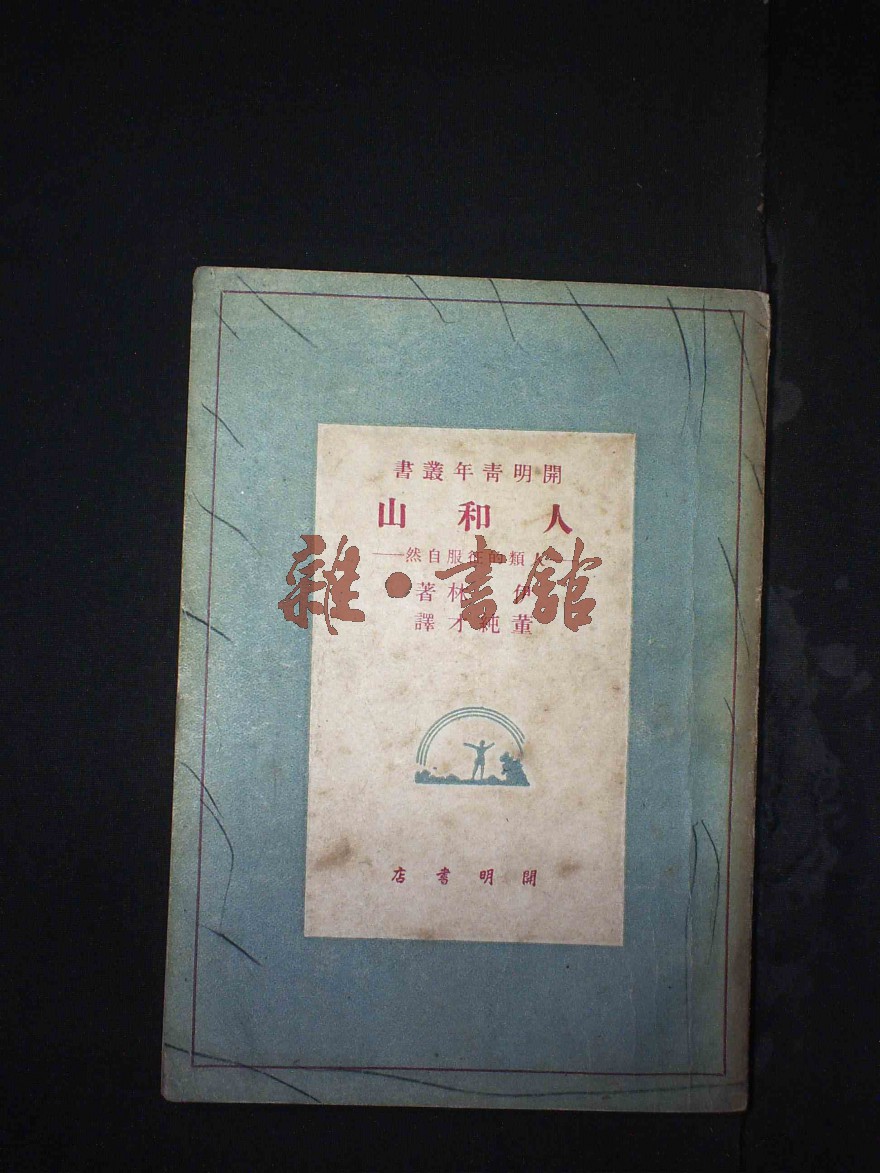 開明青年叢書
人和山
人類的征服自然——
伊林著
雜·書館
董純才譯
開明書店